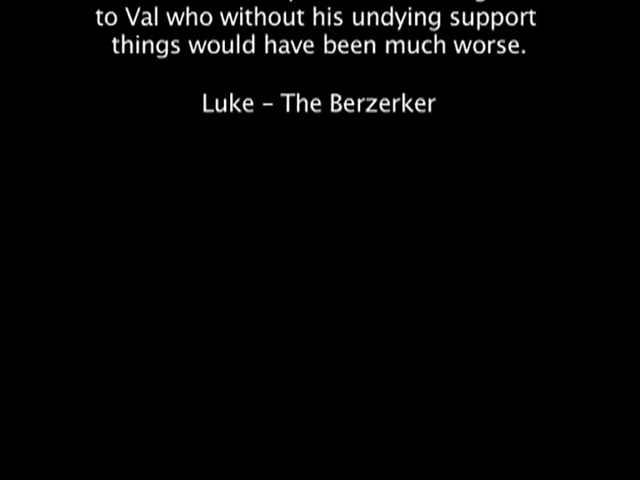 to Val who without his undying support
things would have been much worse.
Luke – The Berzerker